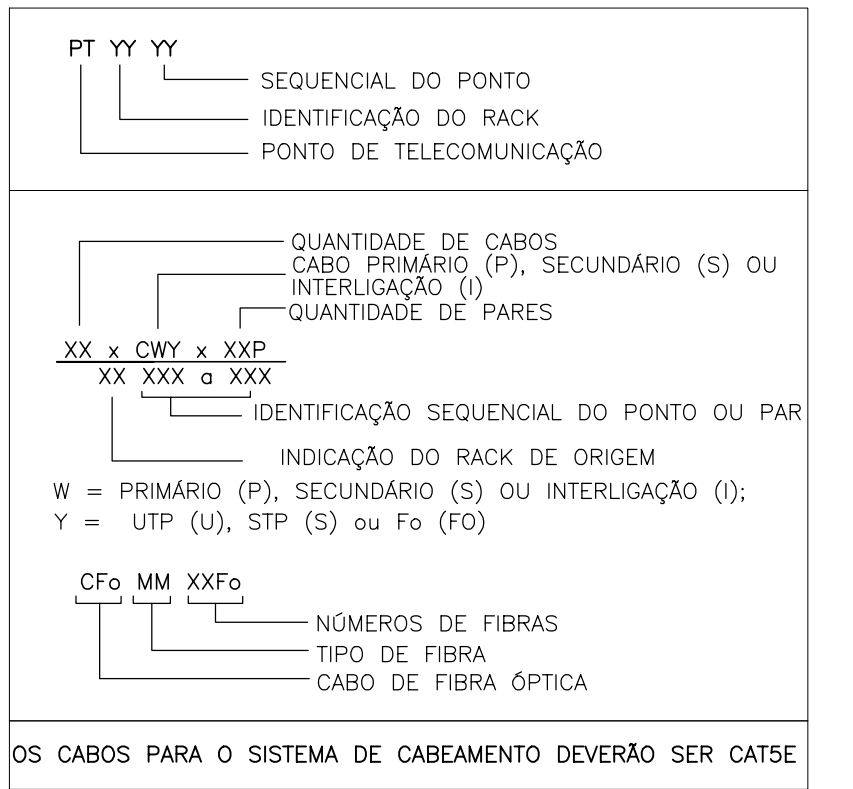 PT YY YY
SEQUENCIAL DO PONTO
IDENTIFICAÇÃO DO RACK
PONTO DE TELECOMUNICAÇÃO
QUANTIDADE DE CABOS
CABO PRIMÁRIO (P), SECUNDÁRIO (S) OU
INTERLIGAÇÃO (I)
QUANTIDADE DE PARES
XX x CWY x XXP
XX XXX a XXX
IDENTIFICAÇÃO SEQUENCIAL DO PONTO OU PAR
INDICAÇÃO DO RACK DE ORIGEM
W = PRIMÁRIO (P), SECUNDÁRIO (S) OU INTERLIGAÇÃO (I);
Y = UTP (U), STP (S) ou Fo (FO)
CFo MM XXFo
NÚMEROS DE FIBRAS
TIPO DE FIBRA
CABO DE FIBRA ÓPTICA
OS CABOS PARA O SISTEMA DE CABEAMENTO DEVERÃO SER CAT5E